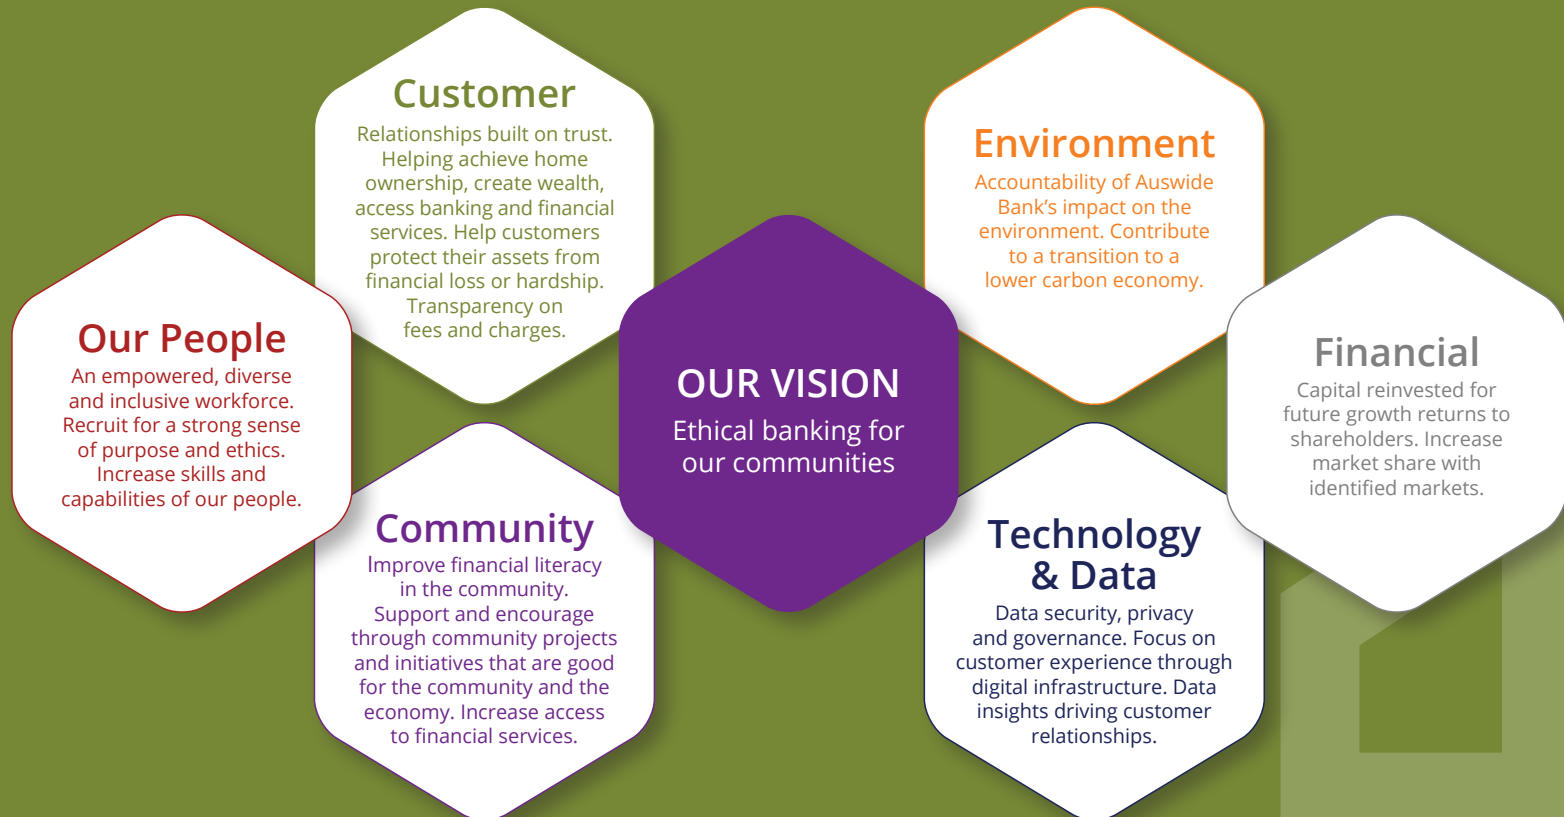 Customer
Relationships built on trust.
Helping achieve home
ownership, create wealth,
access banking and financial
services. Help customers
protect their assets from
financial loss or hardship.
Transparency on
fees and charges.
Environment
Accountability of Auswide
Bank’s impact on the
environment. Contribute
to a transition to a
lower carbon economy.
Our People
An empowered, diverse
and inclusive workforce.
Recruit for a strong sense
of purpose and ethics.
Increase skills and
capabilities of our people.
OUR VISION
Ethical banking for
our communities
Financial
Capital reinvested for
future growth returns to
shareholders. Increase
market share with
identified markets.
Community
Improve financial literacy
in the community.
Support and encourage
through community projects
and initiatives that are good
for the community and the
economy. Increase access
to financial services.
Technology
& Data
Data security, privacy
and governance. Focus on
customer experience through
digital infrastructure. Data
insights driving customer
relationships.